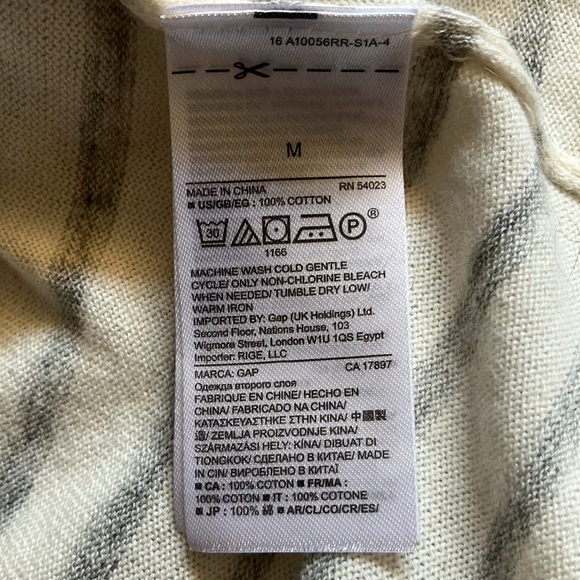 16 A10056RR-S1A-4
M
MADE IN CHINA RN 54023
■ US/GB/EG : 100% COTTON
30 P ®
1166
MACHINE WASH COLD GENTLE
CYCLE/ ONLY NON-CHLORINE BLEACH
WHEN NEEDED/ TUMBLE DRY LOW/
WARM IRON
IMPORTED BY: Gap (UK Holdings) Ltd.
Second Floor, Nations House, 103
Wigmore Street, London W1U 1QS Egypt
Importer: RIGE, LLC
MARCA: GAP CA 17897
Одежда второго слоя
FABRIQUE EN CHINE/ HECHO EN
CHINA/ FABRICADO NA CHINA/
ΚΑΤΑΣΚΕΥΑΣΤΗΚΕ ΣΤΗΝ ΚΙΝΑ/ 中國製
造/ ZEMLJA PROIZVODNJE KINA/
SZÁRMAZÁSI HELY: KÍNA/ DIBUAT DI
TIONGKOK/ СДЕЛАНО В КИТАЕ/ MADE
IN CIN/ ВИРОБЛЕНО В КИТАЇ
■ CA : 100% COTON ■ FR/MA :
100% COTON ■ IT : 100% COTONE
■ JP : 100% 綿 ■ AR/CL/CO/CR/ES/